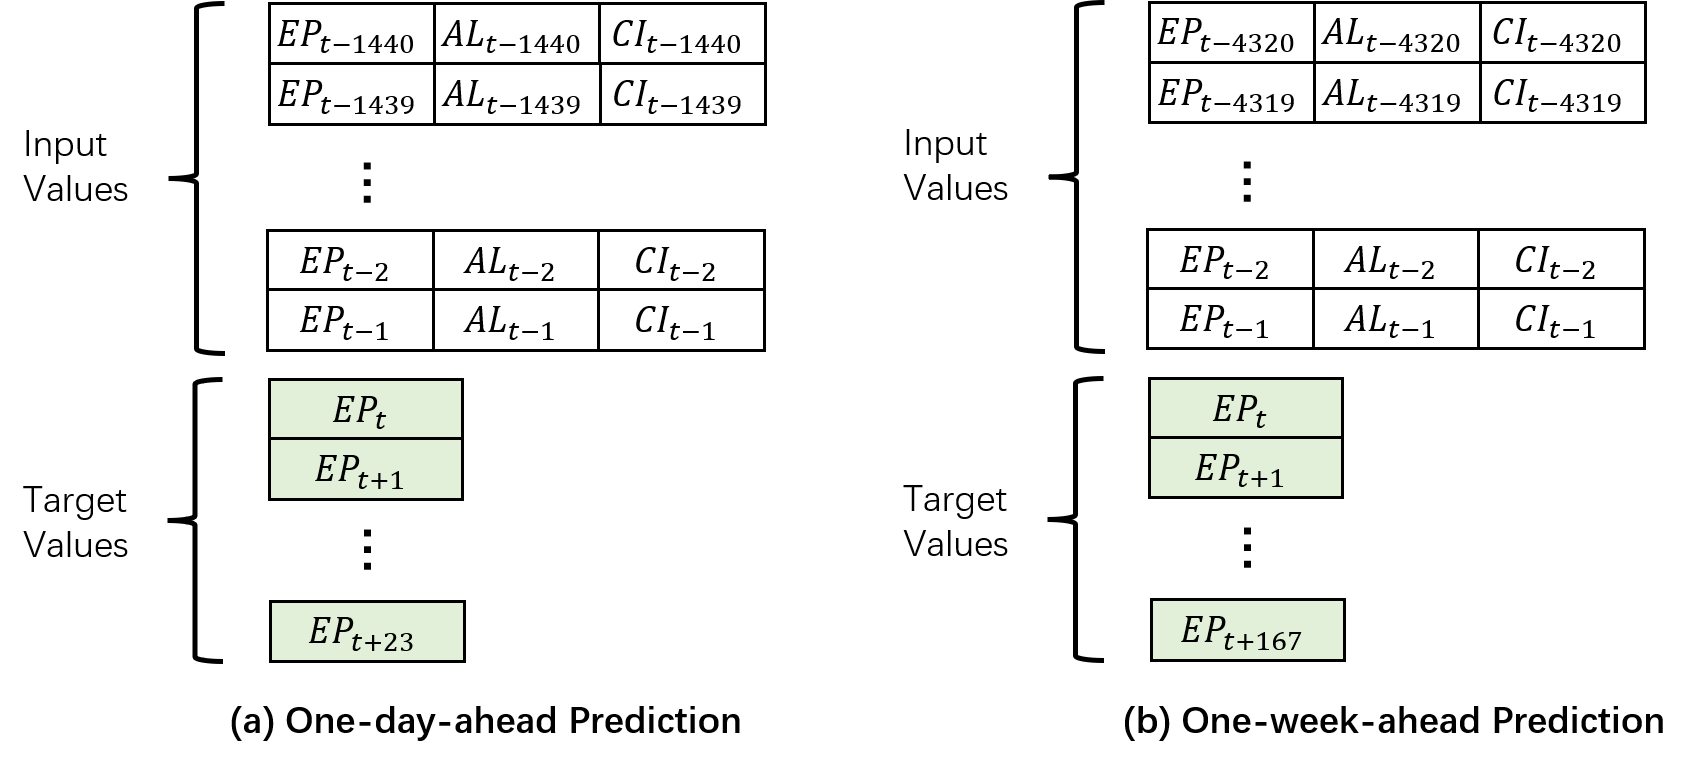 EP_{t−1440} AL_{t−1440} CI_{t−1440}
EP_{t−1439} AL_{t−1439} CI_{t−1439}
Input
Values
⋮
EP_{t−2} AL_{t−2} CI_{t−2}
EP_{t−1} AL_{t−1} CI_{t−1}
EP_t
EP_{t+1}
Target
Values
⋮
EP_{t+23}
(a) One-day-ahead Prediction
EP_{t−4320} AL_{t−4320} CI_{t−4320}
EP_{t−4319} AL_{t−4319} CI_{t−4319}
Input
Values
⋮
EP_{t−2} AL_{t−2} CI_{t−2}
EP_{t−1} AL_{t−1} CI_{t−1}
EP_t
EP_{t+1}
Target
Values
⋮
EP_{t+167}
(b) One-week-ahead Prediction